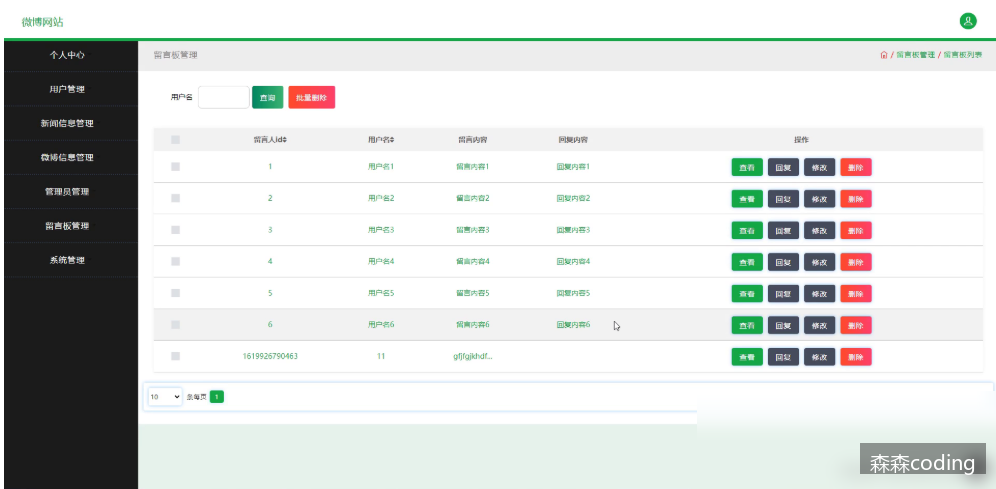 微博网站
个人中心
用户管理
新闻信息管理
微博信息管理
管理员管理
留言板管理
系统管理
留言板管理
/ 留言板管理 / 留言板列表
用户名 查询 批量删除
留言人id 用户名 留言内容 回复内容 操作
1 用户名1 留言内容1 回复内容1 查看 回复 修改 删除
2 用户名2 留言内容2 回复内容2 查看 回复 修改 删除
3 用户名3 留言内容3 回复内容3 查看 回复 修改 删除
4 用户名4 留言内容4 回复内容4 查看 回复 修改 删除
5 用户名5 留言内容5 回复内容5 查看 回复 修改 删除
6 用户名6 留言内容6 回复内容6 查看 回复 修改 删除
1619926790463 11 gfjfgjkhdf... 查看 回复 修改 删除
10 条每页 1
森森coding